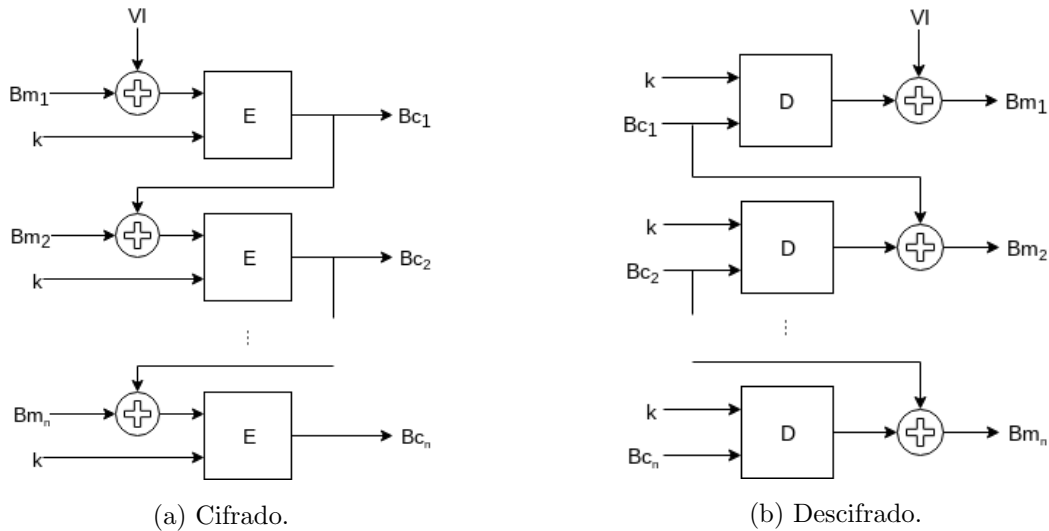 VI
Bm1
E
Bc1
k
Bm2
E
Bc2
k
Bmn
E
Bcn
k
(a) Cifrado.
VI
k
D
Bm1
Bc1
k
D
Bm2
Bc2
k
D
Bmn
Bcn
(b) Descifrado.